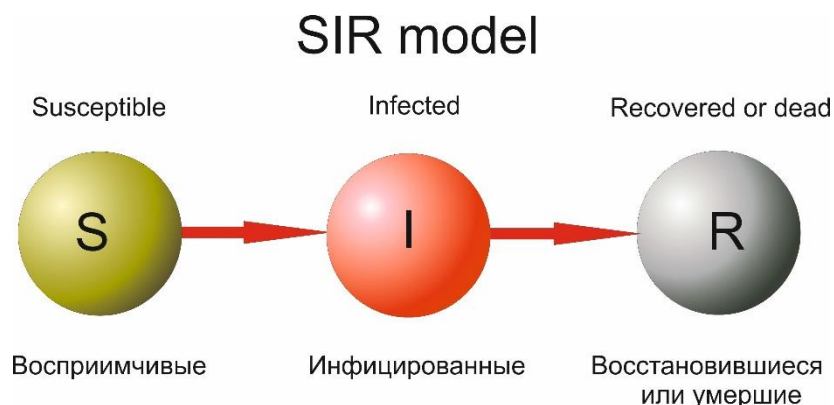 SIR model
Susceptible
Infected
Recovered or dead
S
I
R
Восприимчивые
Инфицированные
Восстановившиеся
или умершие